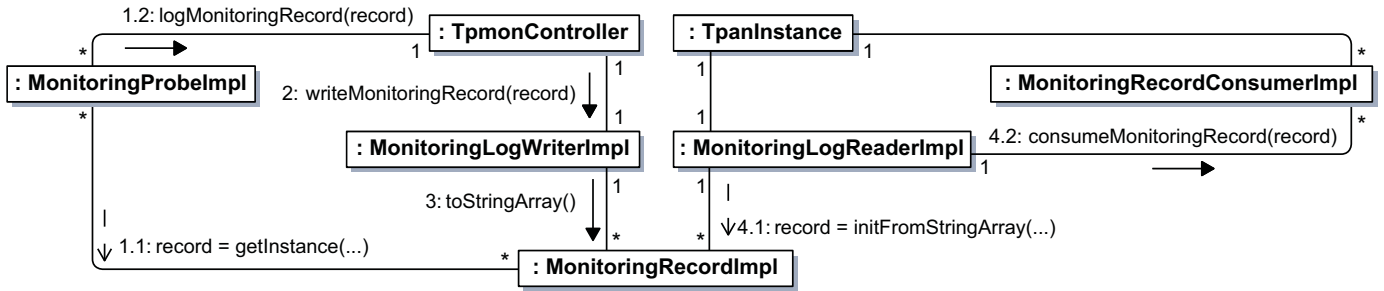 1.2: logMonitoringRecord(record)
: TpmonController
: TpanInstance
*
1
1
*
: MonitoringProbeImpl
1
1
: MonitoringRecordConsumerImpl
*
2: writeMonitoringRecord(record)
1
1
*
4.2: consumeMonitoringRecord(record)
: MonitoringLogWriterImpl
: MonitoringLogReaderImpl
1
1
1
3: toStringArray()
1.1: record = getInstance(...)
*
*
4.1: record = initFromStringArray(...)
*
: MonitoringRecordImpl